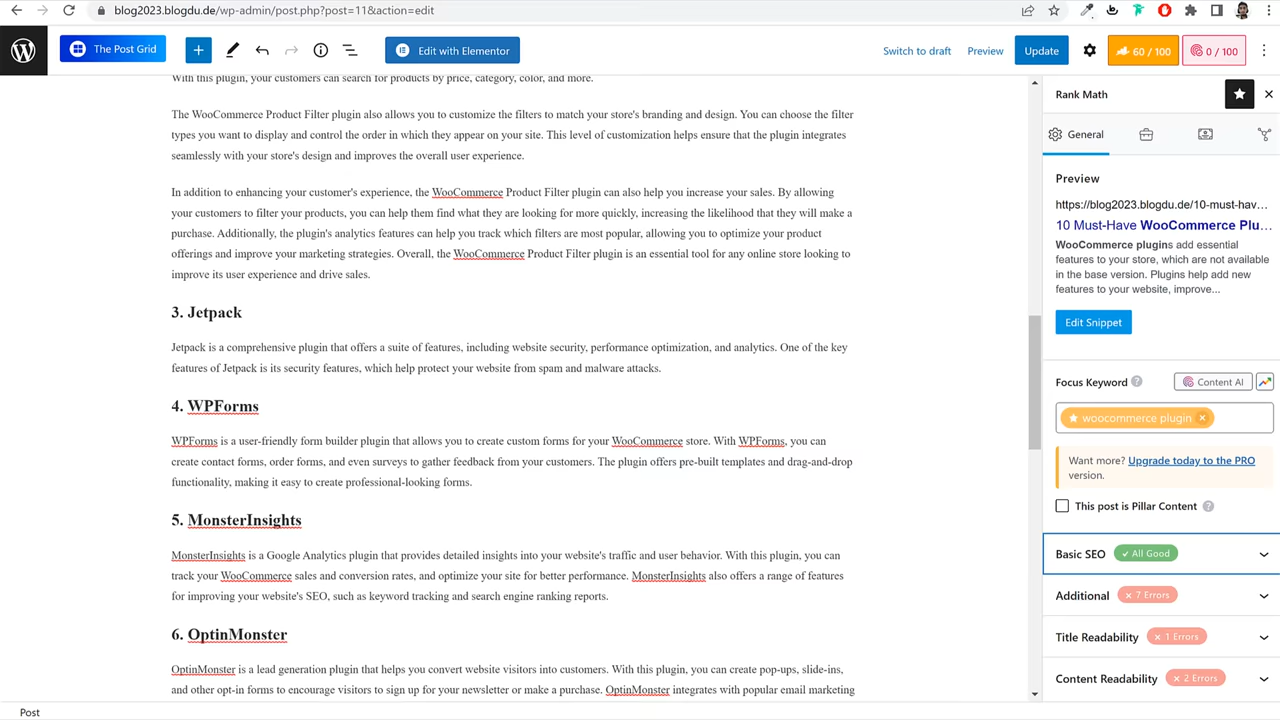 blog2023.blogdu.de/wp-admin/post.php?post=11&action=edit
The Post Grid
Edit with Elementor
Switch to draft
Preview
Update
60 / 100
0 / 100
With this plugin, your customers can search for products by price, category, color, and more.
The WooCommerce Product Filter plugin also allows you to customize the filters to match your store's branding and design. You can choose the filter
types you want to display and control the order in which they appear on your site. This level of customization helps ensure that the plugin integrates
seamlessly with your store's design and improves the overall user experience.
In addition to enhancing your customer's experience, the WooCommerce Product Filter plugin can also help you increase your sales. By allowing
your customers to filter your products, you can help them find what they are looking for more quickly, increasing the likelihood that they will make a
purchase. Additionally, the plugin's analytics features can help you track which filters are most popular, allowing you to optimize your product
offerings and improve your marketing strategies. Overall, the WooCommerce Product Filter plugin is an essential tool for any online store looking to
improve its user experience and drive sales.
3. Jetpack
Jetpack is a comprehensive plugin that offers a suite of features, including website security, performance optimization, and analytics. One of the key
features of Jetpack is its security features, which help protect your website from spam and malware attacks.
4. WPForms
WPForms is a user-friendly form builder plugin that allows you to create custom forms for your WooCommerce store. With WPForms, you can
create contact forms, order forms, and even surveys to gather feedback from your customers. The plugin offers pre-built templates and drag-and-drop
functionality, making it easy to create professional-looking forms.
5. MonsterInsights
MonsterInsights is a Google Analytics plugin that provides detailed insights into your website's traffic and user behavior. With this plugin, you can
track your WooCommerce sales and conversion rates, and optimize your site for better performance. MonsterInsights also offers a range of features
for improving your website's SEO, such as keyword tracking and search engine ranking reports.
6. OptinMonster
OptinMonster is a lead generation plugin that helps you convert website visitors into customers. With this plugin, you can create pop-ups, slide-ins,
and other opt-in forms to encourage visitors to sign up for your newsletter or make a purchase. OptinMonster integrates with popular email marketing
Post
Rank Math
General
Preview
https://blog2023.blogdu.de/10-must-hav...
10 Must-Have WooCommerce Plu...
WooCommerce plugins add essential
features to your store, which are not available
in the base version. Plugins help add new
features to your website, improve...
Edit Snippet
Focus Keyword
Content AI
woocommerce plugin
Want more? Upgrade today to the PRO
version.
This post is Pillar Content
Basic SEO All Good
Additional 7 Errors
Title Readability 1 Errors
Content Readability 2 Errors